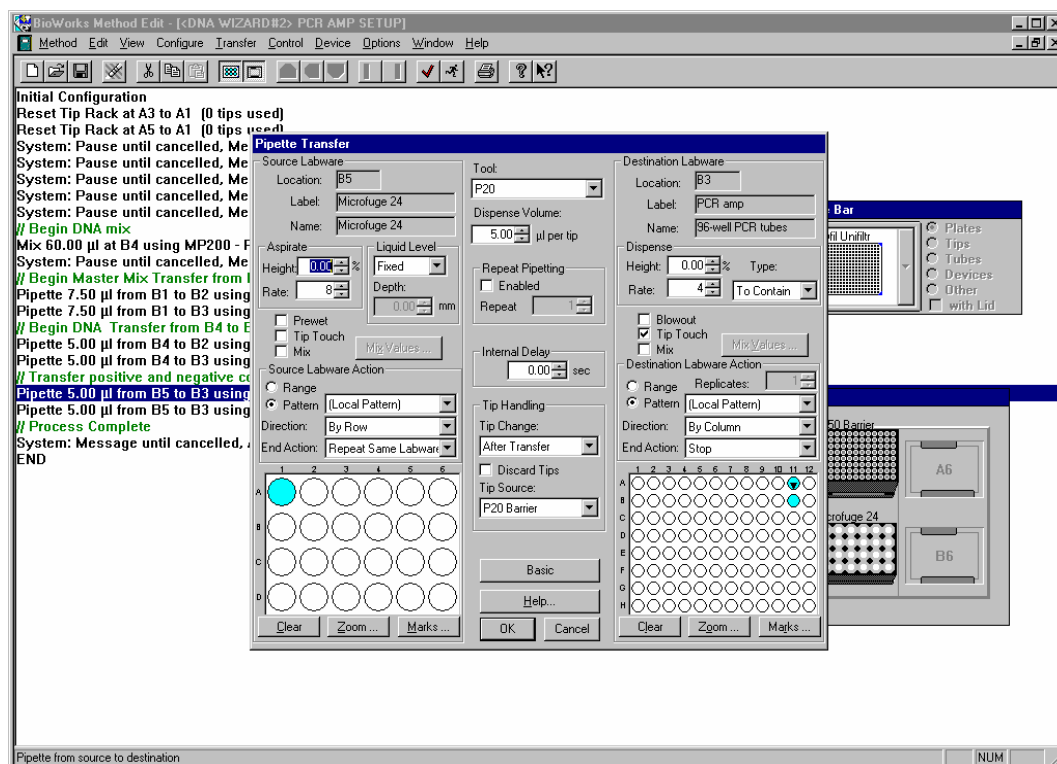 BioWorks Method Edit - [<DNA WIZARD#2> PCR AMP SETUP]
Method Edit View Configure Transfer Control Device Options Window Help
Initial Configuration
Reset Tip Rack at A3 to A1 (0 tips used)
Reset Tip Rack at A5 to A1 (0 tips used)
System: Pause until cancelled, Me
System: Pause until cancelled, Me
System: Pause until cancelled, Me
System: Pause until cancelled, Me
System: Pause until cancelled, Me
// Begin DNA mix
Mix 60.00 µl at B4 using MP200 - F
System: Pause until cancelled, Me
// Begin Master Mix Transfer from
Pipette 7.50 µl from B1 to B2 using
Pipette 7.50 µl from B1 to B3 using
// Begin DNA Transfer from B4 to
Pipette 5.00 µl from B4 to B2 using
Pipette 5.00 µl from B4 to B3 using
// Transfer positive and negative co
Pipette 5.00 µl from B5 to B3 using
Pipette 5.00 µl from B5 to B3 using
// Process Complete
System: Message until cancelled,
END
Pipette Transfer
Source Labware
Location: B5
Label: Microfuge 24
Name: Microfuge 24
Aspirate
Height: 0.00 %
Rate: 8
Liquid Level
Fixed
Depth:
0.00 mm
Prewet
Tip Touch
Mix
Mix Values ...
Source Labware Action
Range
Pattern (Local Pattern)
Direction: By Row
End Action: Repeat Same Labware
1 2 3 4 5 6
A
B
C
D
Clear Zoom ... Marks ...
Tool:
P20
Dispense Volume:
5.00 µl per tip
Repeat Pipetting
Enabled
Repeat 1
Internal Delay
0.00 sec
Tip Handling
Tip Change:
After Transfer
Discard Tips
Tip Source:
P20 Barrier
Basic
Help...
OK Cancel
Destination Labware
Location: B3
Label: PCR amp
Name: 96-well PCR tubes
Dispense
Height: 0.00 % Type:
Rate: 4 To Contain
Blowout
Tip Touch
Mix
Mix Values ...
Destination Labware Action
Range Replicates: 1
Pattern (Local Pattern)
Direction: By Column
End Action: Stop
1 2 3 4 5 6 7 8 9 10 11 12
A
B
C
D
E
F
G
H
Clear Zoom ... Marks ...
Bar
Unifiltr
Plates
Tips
Tubes
Devices
Other
with Lid
50 Barrier
A6
rofuge 24
B6
Pipette from source to destination
NUM